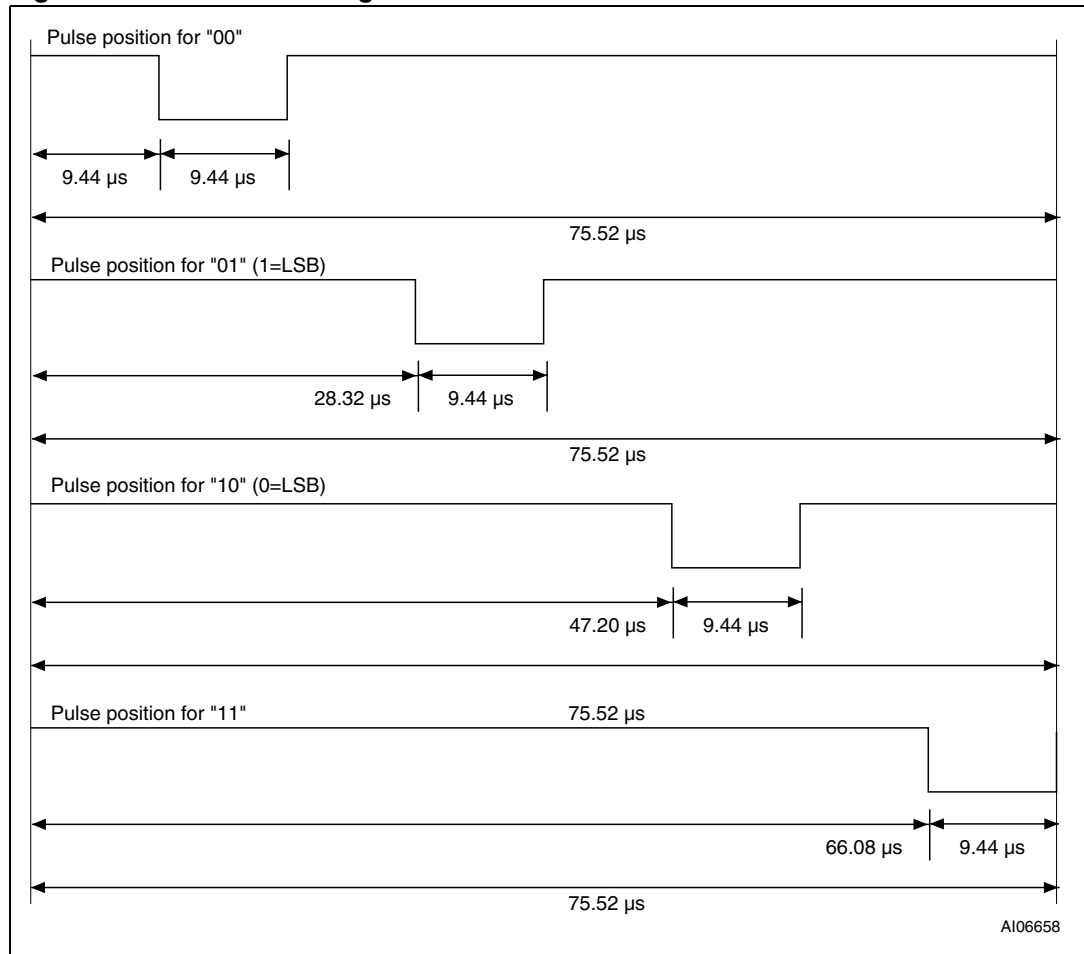 Pulse position for "00"
9.44 µs 9.44 µs
75.52 µs
Pulse position for "01" (1=LSB)
28.32 µs 9.44 µs
75.52 µs
Pulse position for "10" (0=LSB)
47.20 µs 9.44 µs
Pulse position for "11" 75.52 µs
66.08 µs 9.44 µs
75.52 µs
AI06658